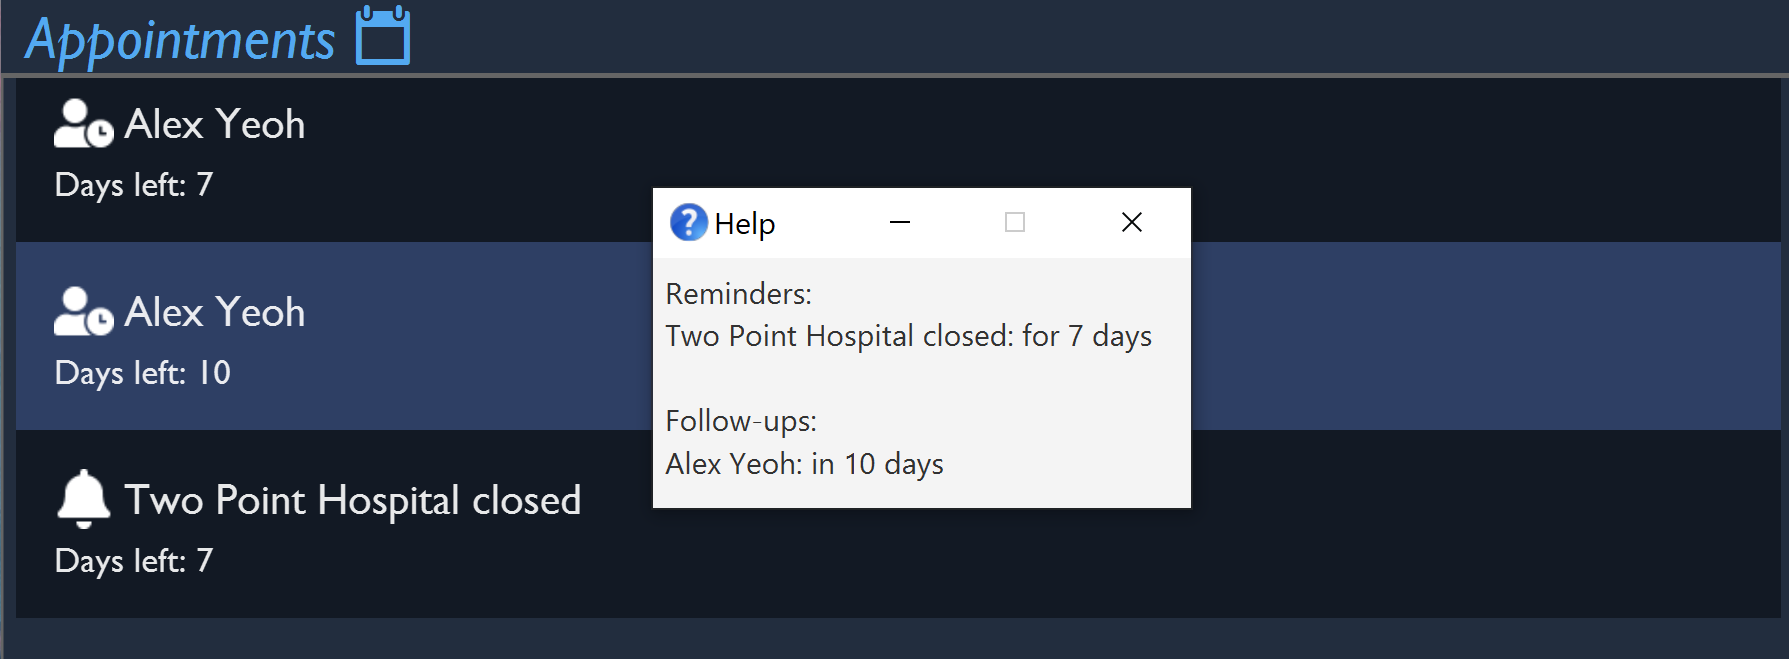 Appointments
Alex Yeoh
Days left: 7
Alex Yeoh
Days left: 10
Two Point Hospital closed
Days left: 7
? Help
Reminders:
Two Point Hospital closed: for 7 days
Follow-ups:
Alex Yeoh: in 10 days